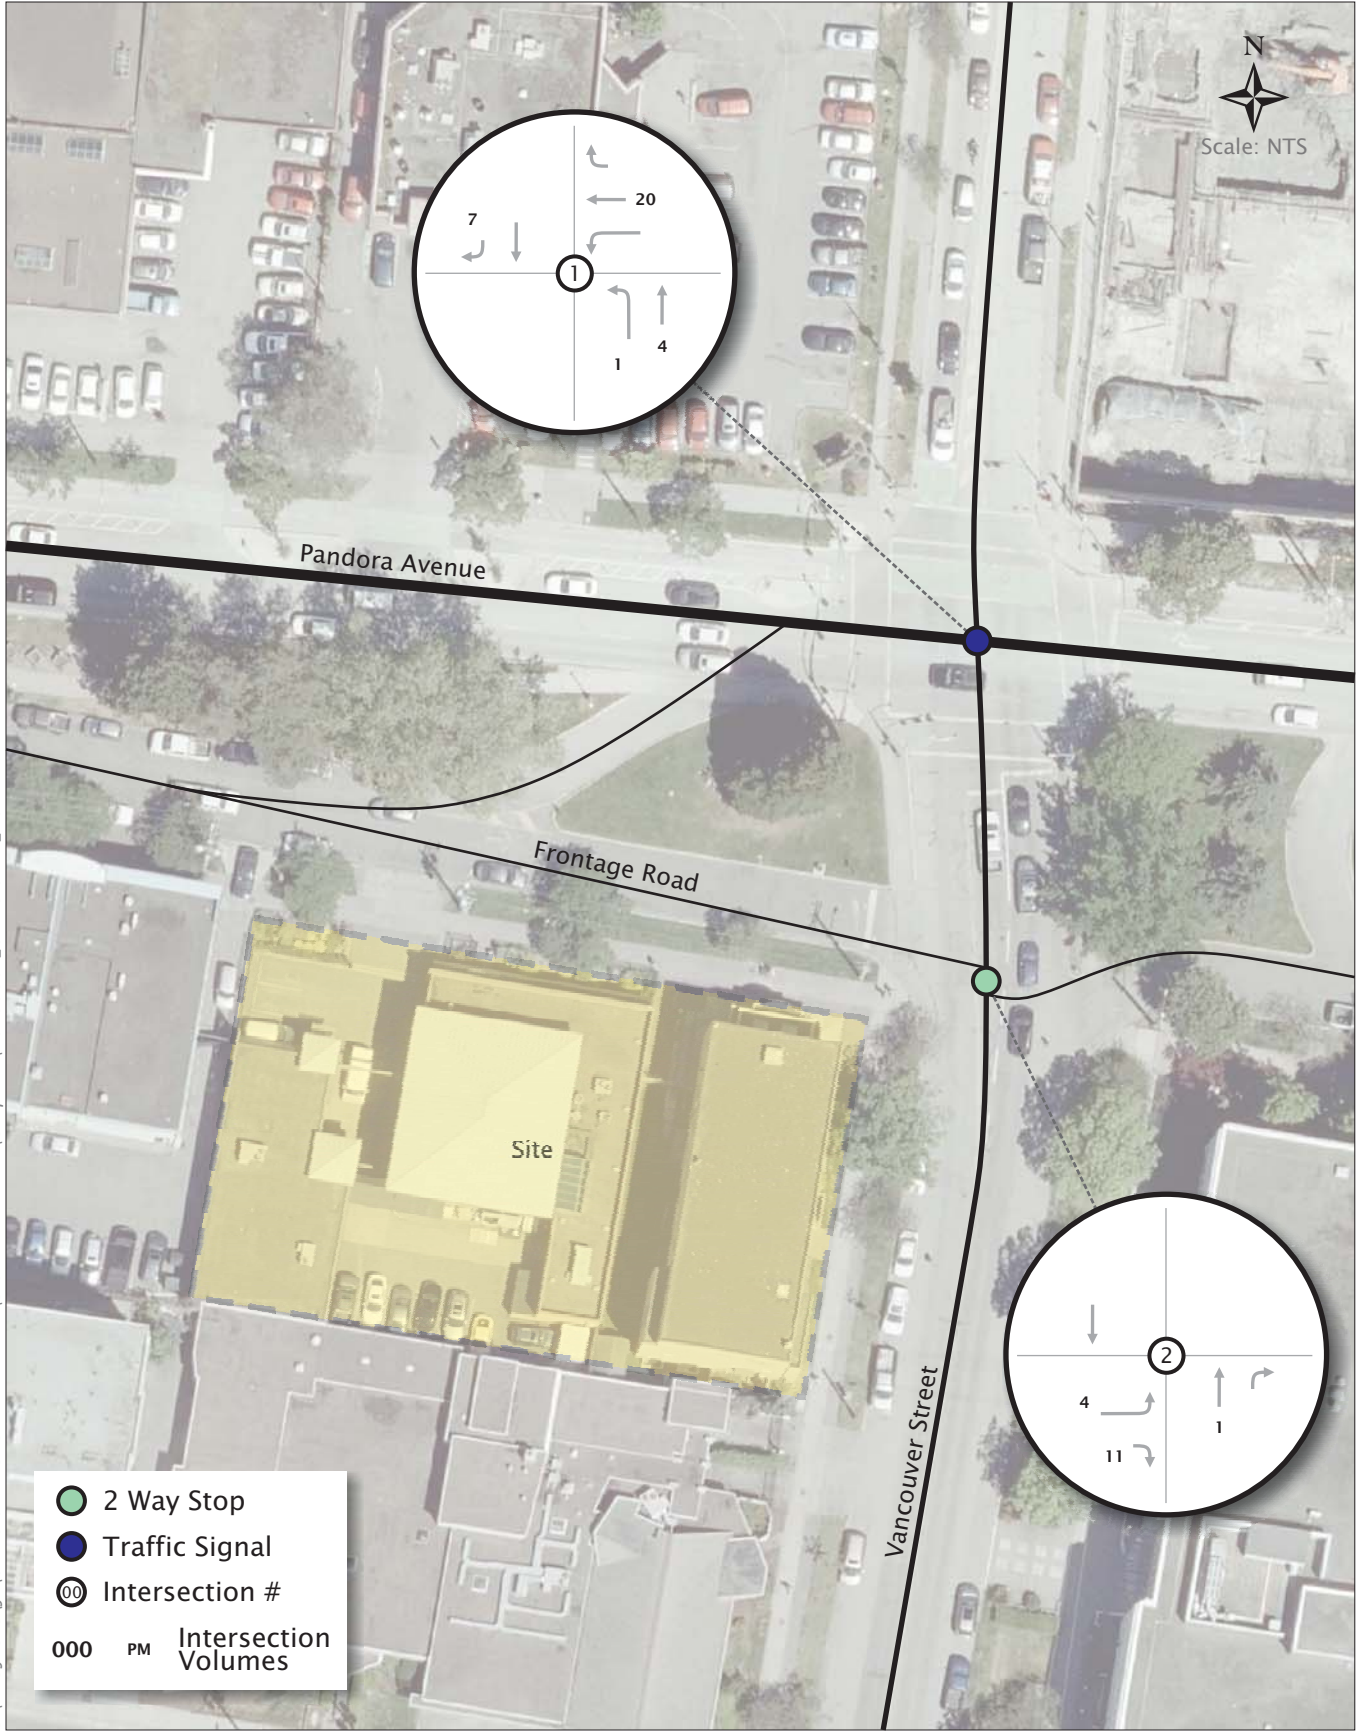 N
Scale: NTS
20
7
1
4
1
Pandora Avenue
Frontage Road
Site
2
4
1
11
Vancouver Street
2 Way Stop
Traffic Signal
00 Intersection #
000 PM Intersection
Volumes